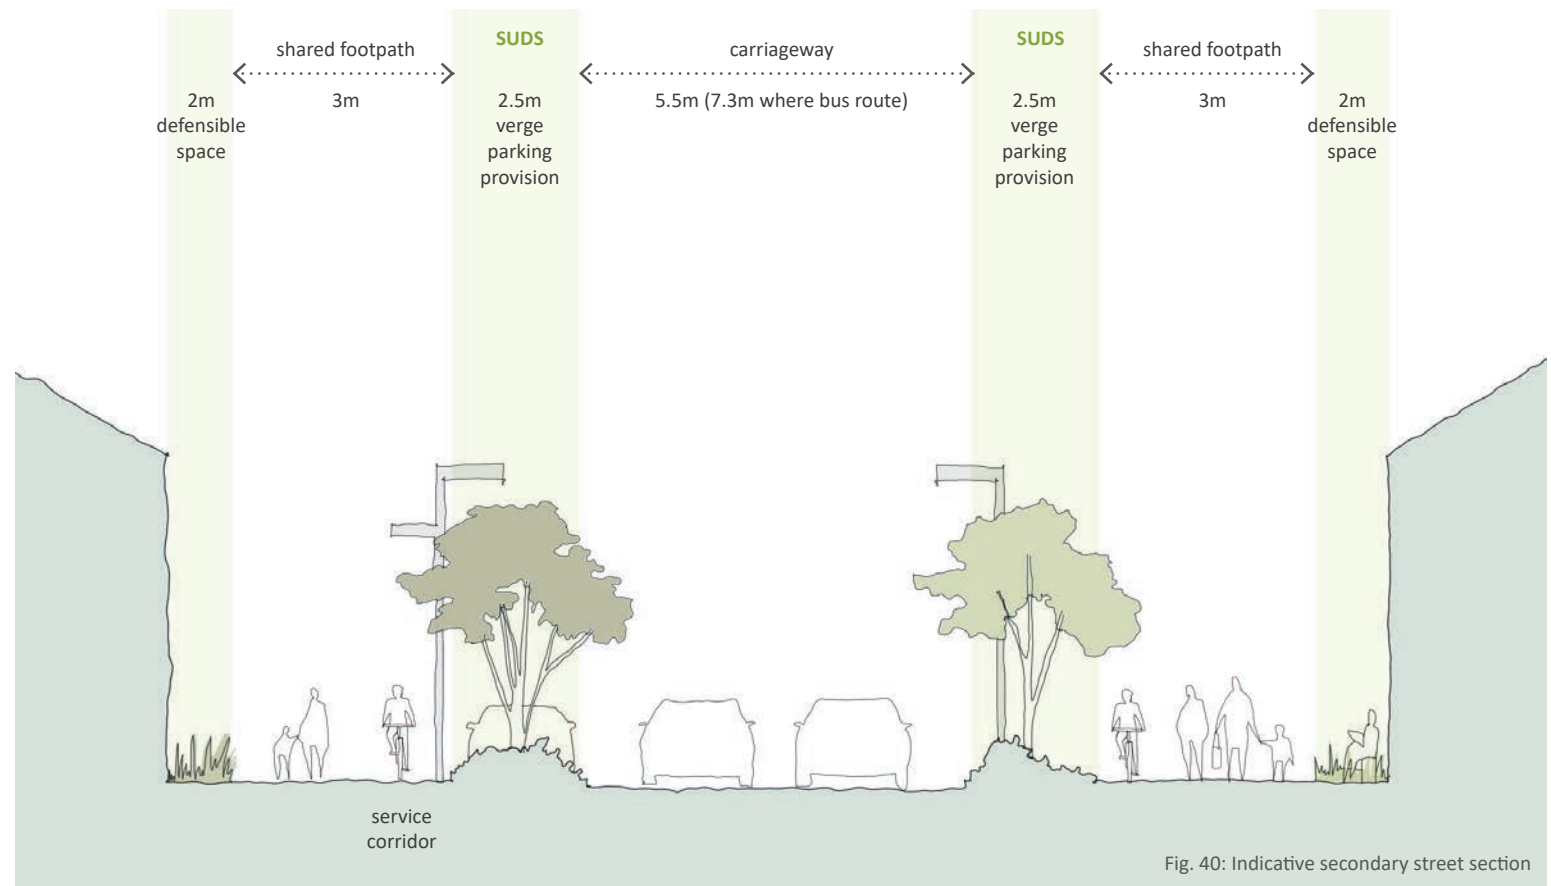 shared footpath
SUDS
carriageway
SUDS
shared footpath
2m
defensible
space
3m
2.5m
verge
parking
provision
5.5m (7.3m where bus route)
2.5m
verge
parking
provision
3m
2m
defensible
space
service
corridor
Fig. 40: Indicative secondary street section